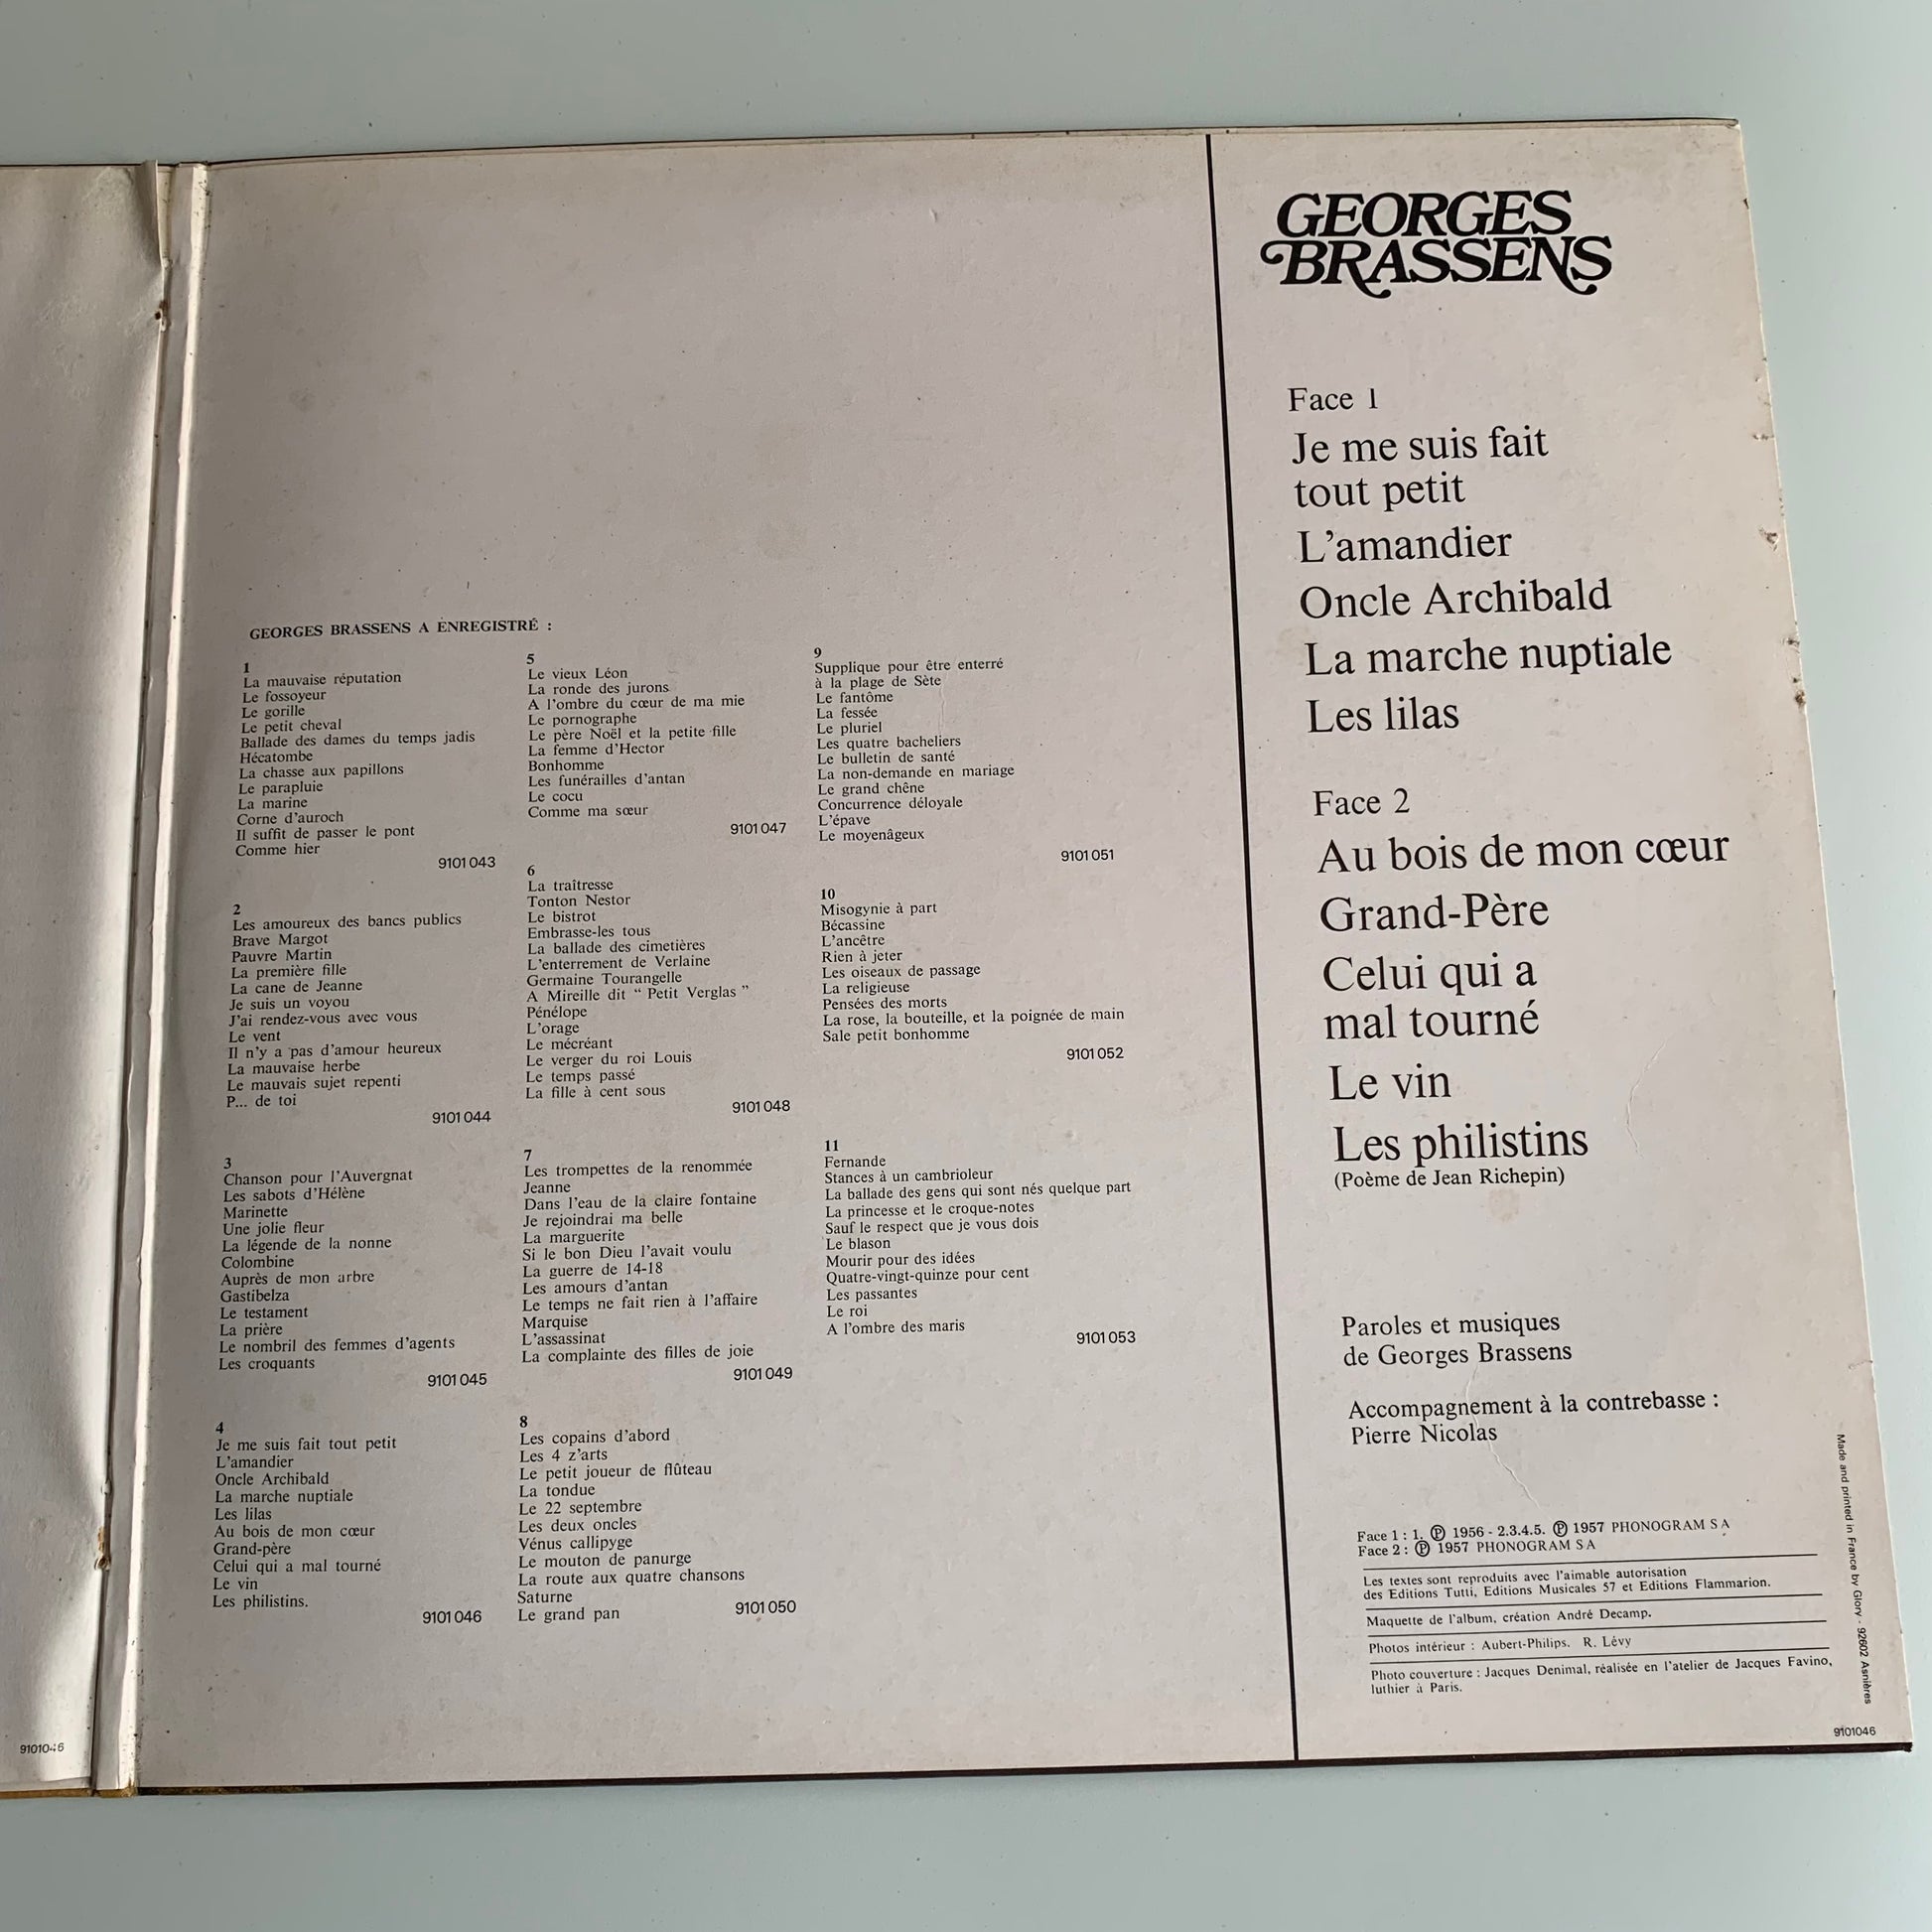 GEORGES BRASSENS A ENREGISTRÉ :
1
La mauvaise réputation
Le fossoyeur
Le gorille
Le petit cheval
Ballade des dames du temps jadis
Hécatombe
La chasse aux papillons
Le parapluie
La marine
Corne d'auroch
Il suffit de passer le pont
Comme hier
9101 043
2
Les amoureux des bancs publics
Brave Margot
Pauvre Martin
La première fille
La cane de Jeanne
Je suis un voyou
J'ai rendez-vous avec vous
Le vent
Il n'y a pas d'amour heureux
La mauvaise herbe
Le mauvais sujet repenti
P... de toi
9101 044
3
Chanson pour l'Auvergnat
Les sabots d'Hélène
Marinette
Une jolie fleur
La légende de la nonne
Colombine
Auprès de mon arbre
Gastibelza
Le testament
La prière
Le nombril des femmes d'agents
Les croquants
9101 045
4
Je me suis fait tout petit
L'amandier
Oncle Archibald
La marche nuptiale
Les lilas
Au bois de mon cœur
Grand-père
Celui qui a mal tourné
Le vin
Les philistins.
9101 046
5
Le vieux Léon
La ronde des jurons
A l'ombre du cœur de ma mie
Le pornographe
Le père Noël et la petite fille
La femme d'Hector
Bonhomme
Les funérailles d'antan
Le cocu
Comme ma sœur
9101 047
6
La traîtresse
Tonton Nestor
Le bistrot
Embrasse-les tous
La ballade des cimetières
L'enterrement de Verlaine
Germaine Tourangelle
A Mireille dit " Petit Verglas "
Pénélope
L'orage
Le mécréant
Le verger du roi Louis
Le temps passé
La fille à cent sous
9101 048
7
Les trompettes de la renommée
Jeanne
Dans l'eau de la claire fontaine
Je rejoindrai ma belle
La marguerite
Si le bon Dieu l'avait voulu
La guerre de 14-18
Les amours d'antan
Le temps ne fait rien à l'affaire
Marquise
L'assassinat
La complainte des filles de joie
9101 049
8
Les copains d'abord
Les 4 z'arts
Le petit joueur de flûteau
La tondue
Le 22 septembre
Les deux oncles
Vénus callipyge
Le mouton de panurge
La route aux quatre chansons
Saturne
Le grand pan
9101 050
9
Supplique pour être enterré
à la plage de Sète
Le fantôme
La fessée
Le pluriel
Les quatre bacheliers
Le bulletin de santé
La non-demande en mariage
Le grand chêne
Concurrence déloyale
L'épave
Le moyenâgeux
9101 051
10
Misogynie à part
Bécassine
L'ancêtre
Rien à jeter
Les oiseaux de passage
La religieuse
Pensées des morts
La rose, la bouteille, et la poignée de main
Sale petit bonhomme
9101 052
11
Fernande
Stances à un cambrioleur
La ballade des gens qui sont nés quelque part
La princesse et le croque-notes
Sauf le respect que je vous dois
Le blason
Mourir pour des idées
Quatre-vingt-quinze pour cent
Les passantes
Le roi
A l'ombre des maris
9101 053
GEORGES
BRASSENS
Face 1
Je me suis fait
tout petit
L'amandier
Oncle Archibald
La marche nuptiale
Les lilas
Face 2
Au bois de mon cœur
Grand-Père
Celui qui a
mal tourné
Le vin
Les philistins
(Poème de Jean Richepin)
Paroles et musiques
de Georges Brassens
Accompagnement à la contrebasse :
Pierre Nicolas
Face 1 : 1. Ⓟ 1956 - 2.3.4.5. Ⓟ 1957 PHONOGRAM S A
Face 2 : Ⓟ 1957 PHONOGRAM S A
Les textes sont reproduits avec l'aimable autorisation
des Editions Tutti, Editions Musicales 57 et Editions Flammarion.
Maquette de l'album, création André Decamp.
Photos intérieur : Aubert-Philips. R. Lévy
Photo couverture : Jacques Denimal, réalisée en l'atelier de Jacques Favino,
luthier à Paris.
Made and printed in France by Glory - 92602 Asnières
9101046